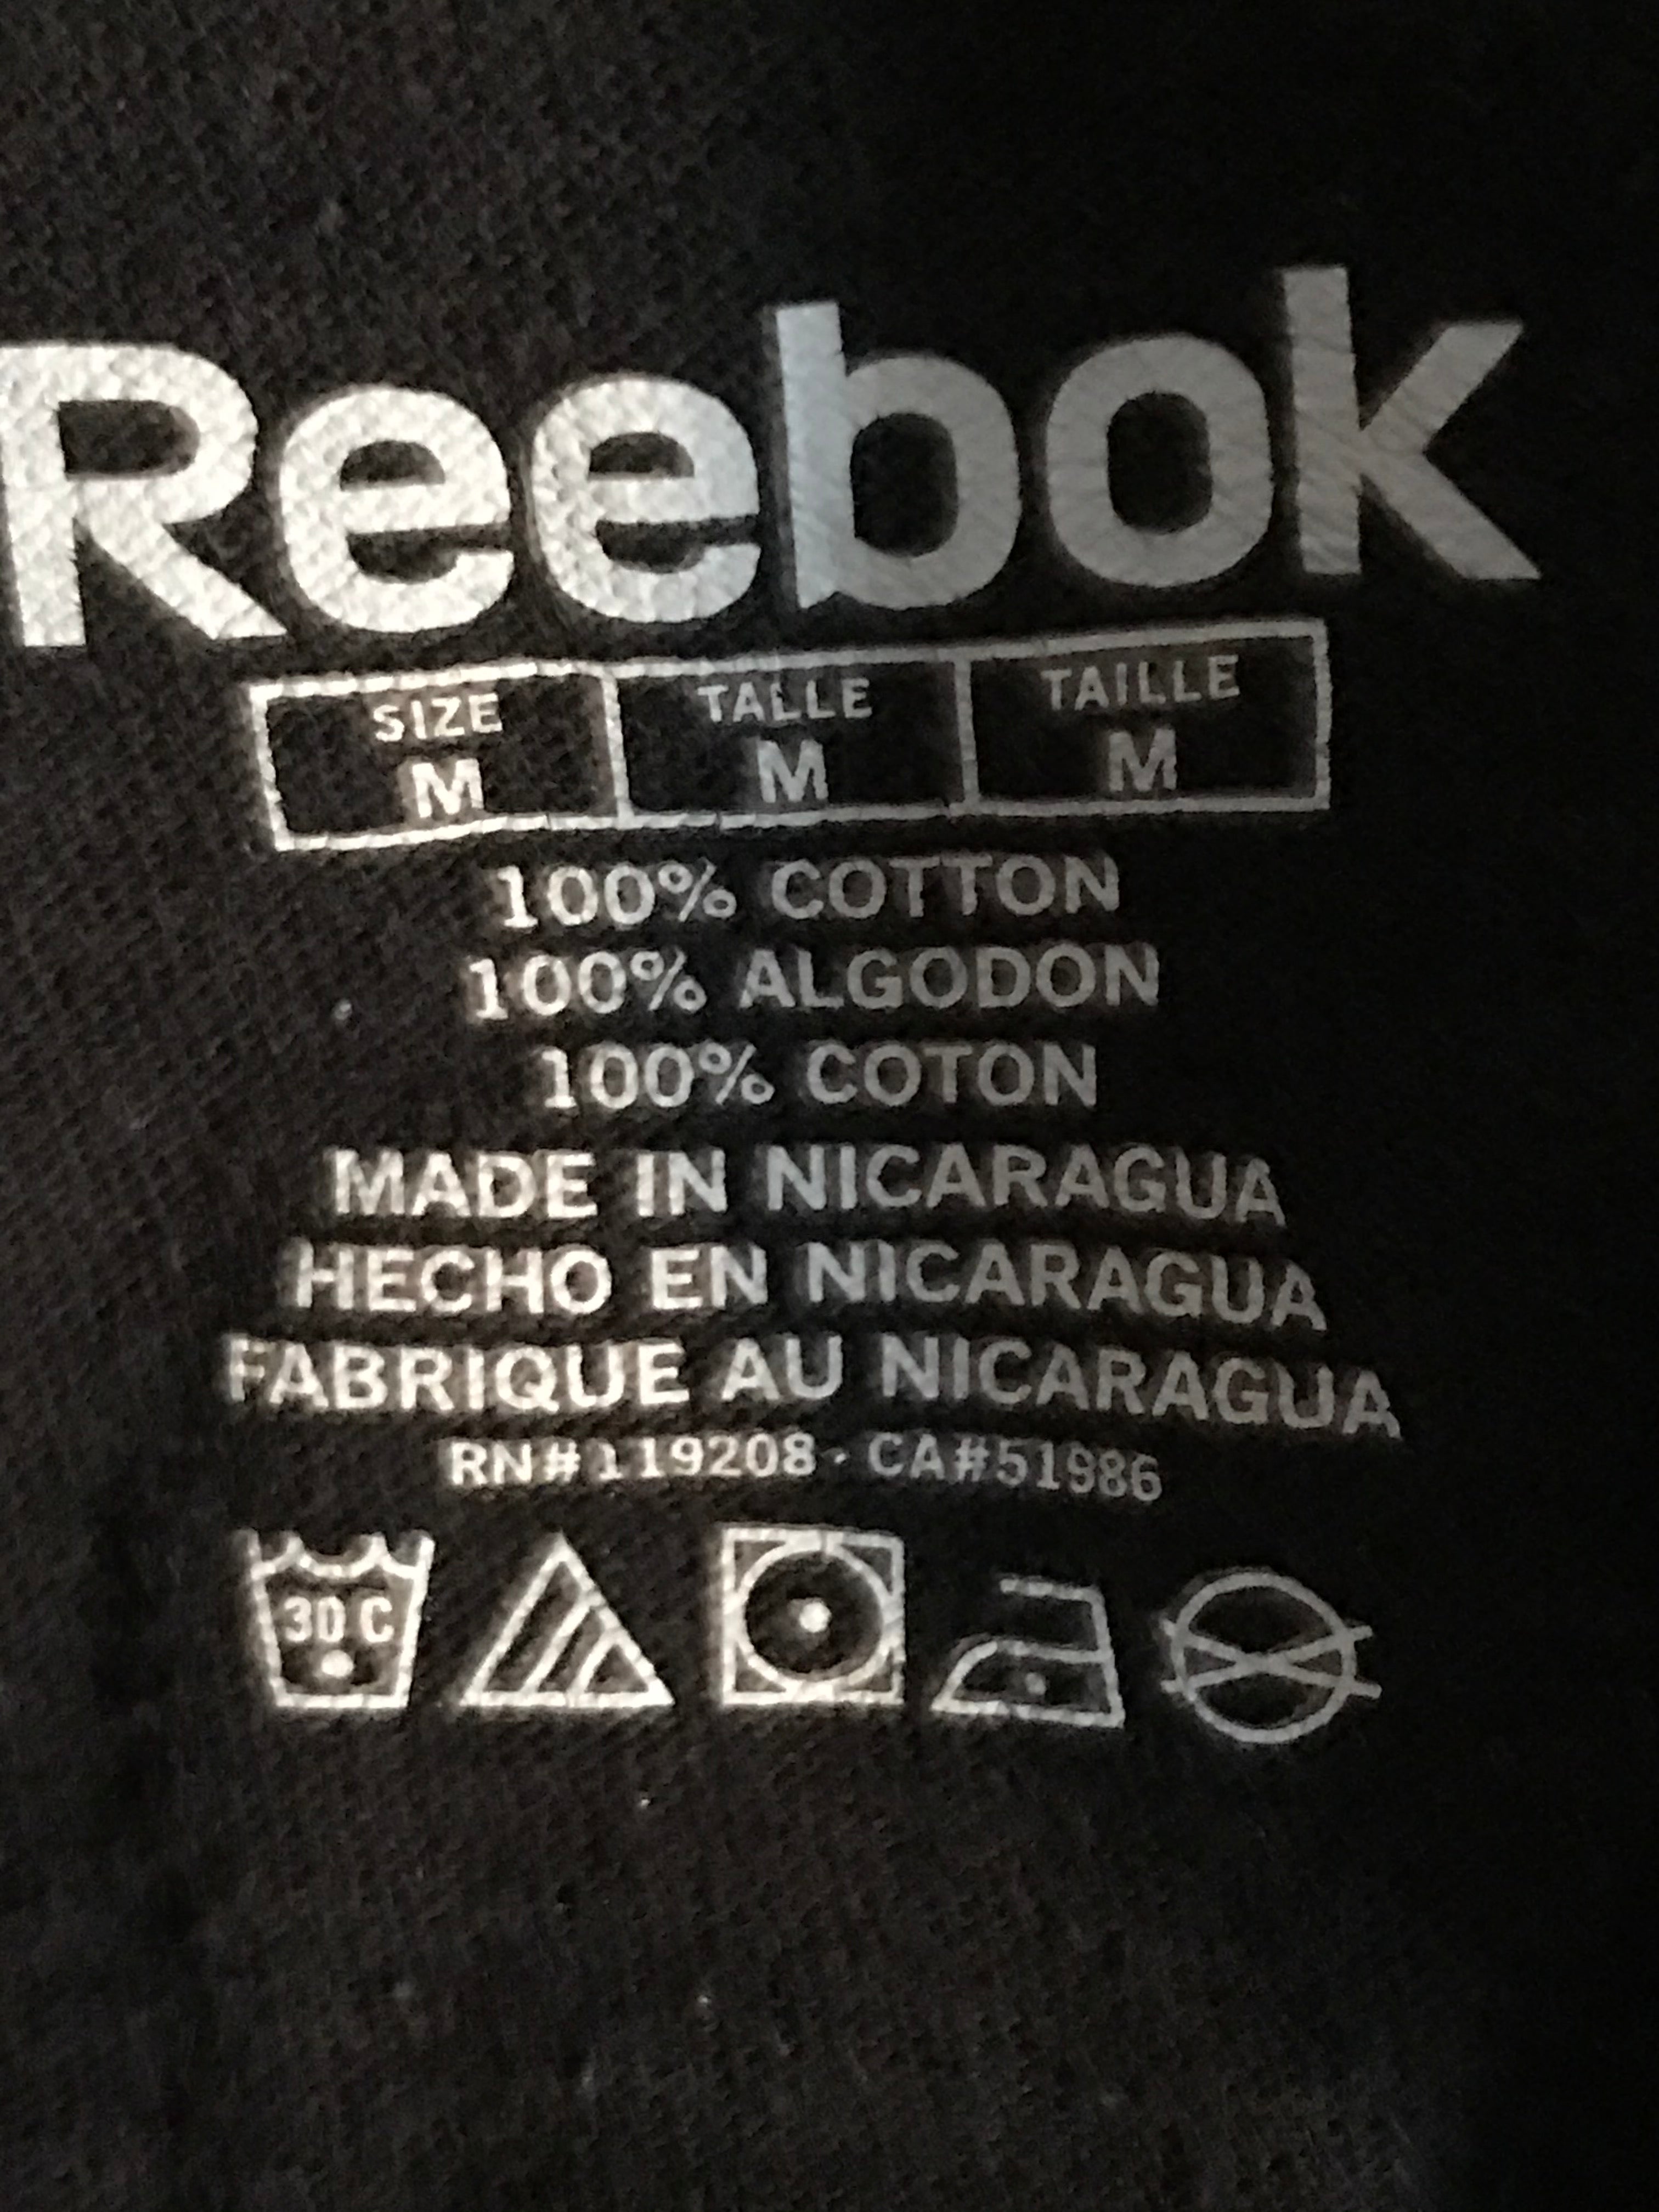 Reebok
SIZE TALLE TAILLE
M M M
100% COTTON
100% ALGODON
100% COTON
MADE IN NICARAGUA
HECHO EN NICARAGUA
FABRIQUE AU NICARAGUA
RN#119208 · CA#51986
30 C